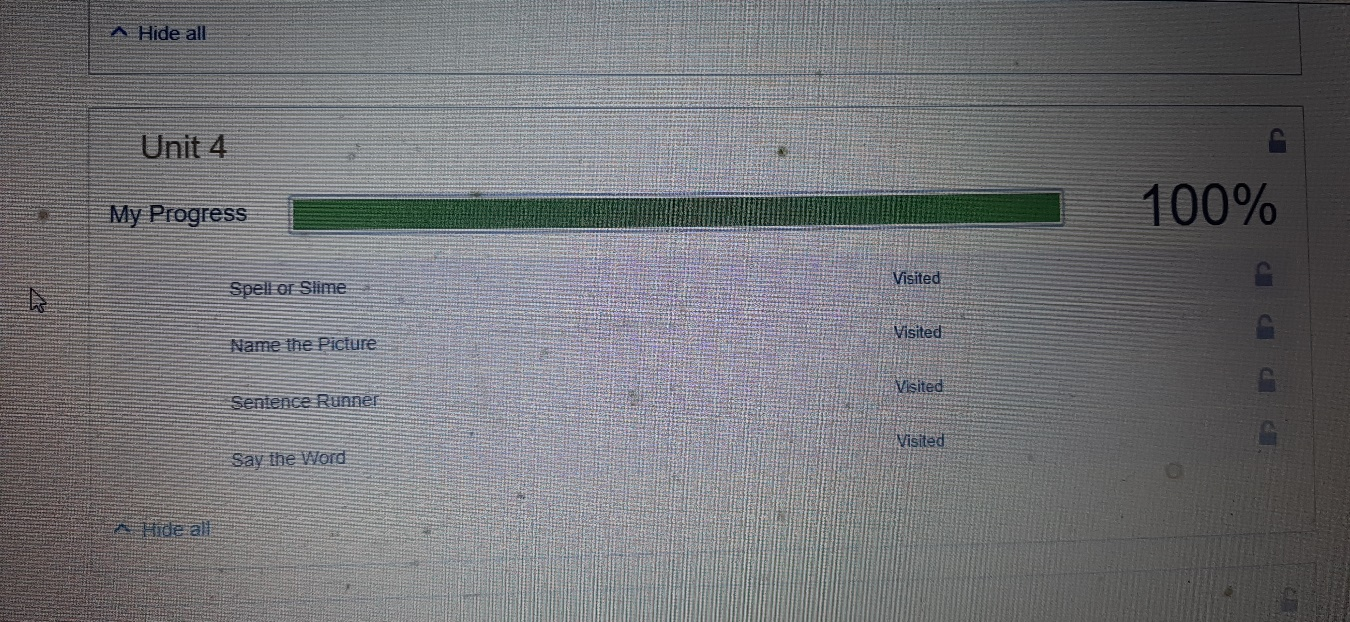 Hide all
Unit 4
My Progress 100%
Spell or Slime Visited
Name the Picture Visited
Sentence Runner Visited
Say the Word Visited
Hide all